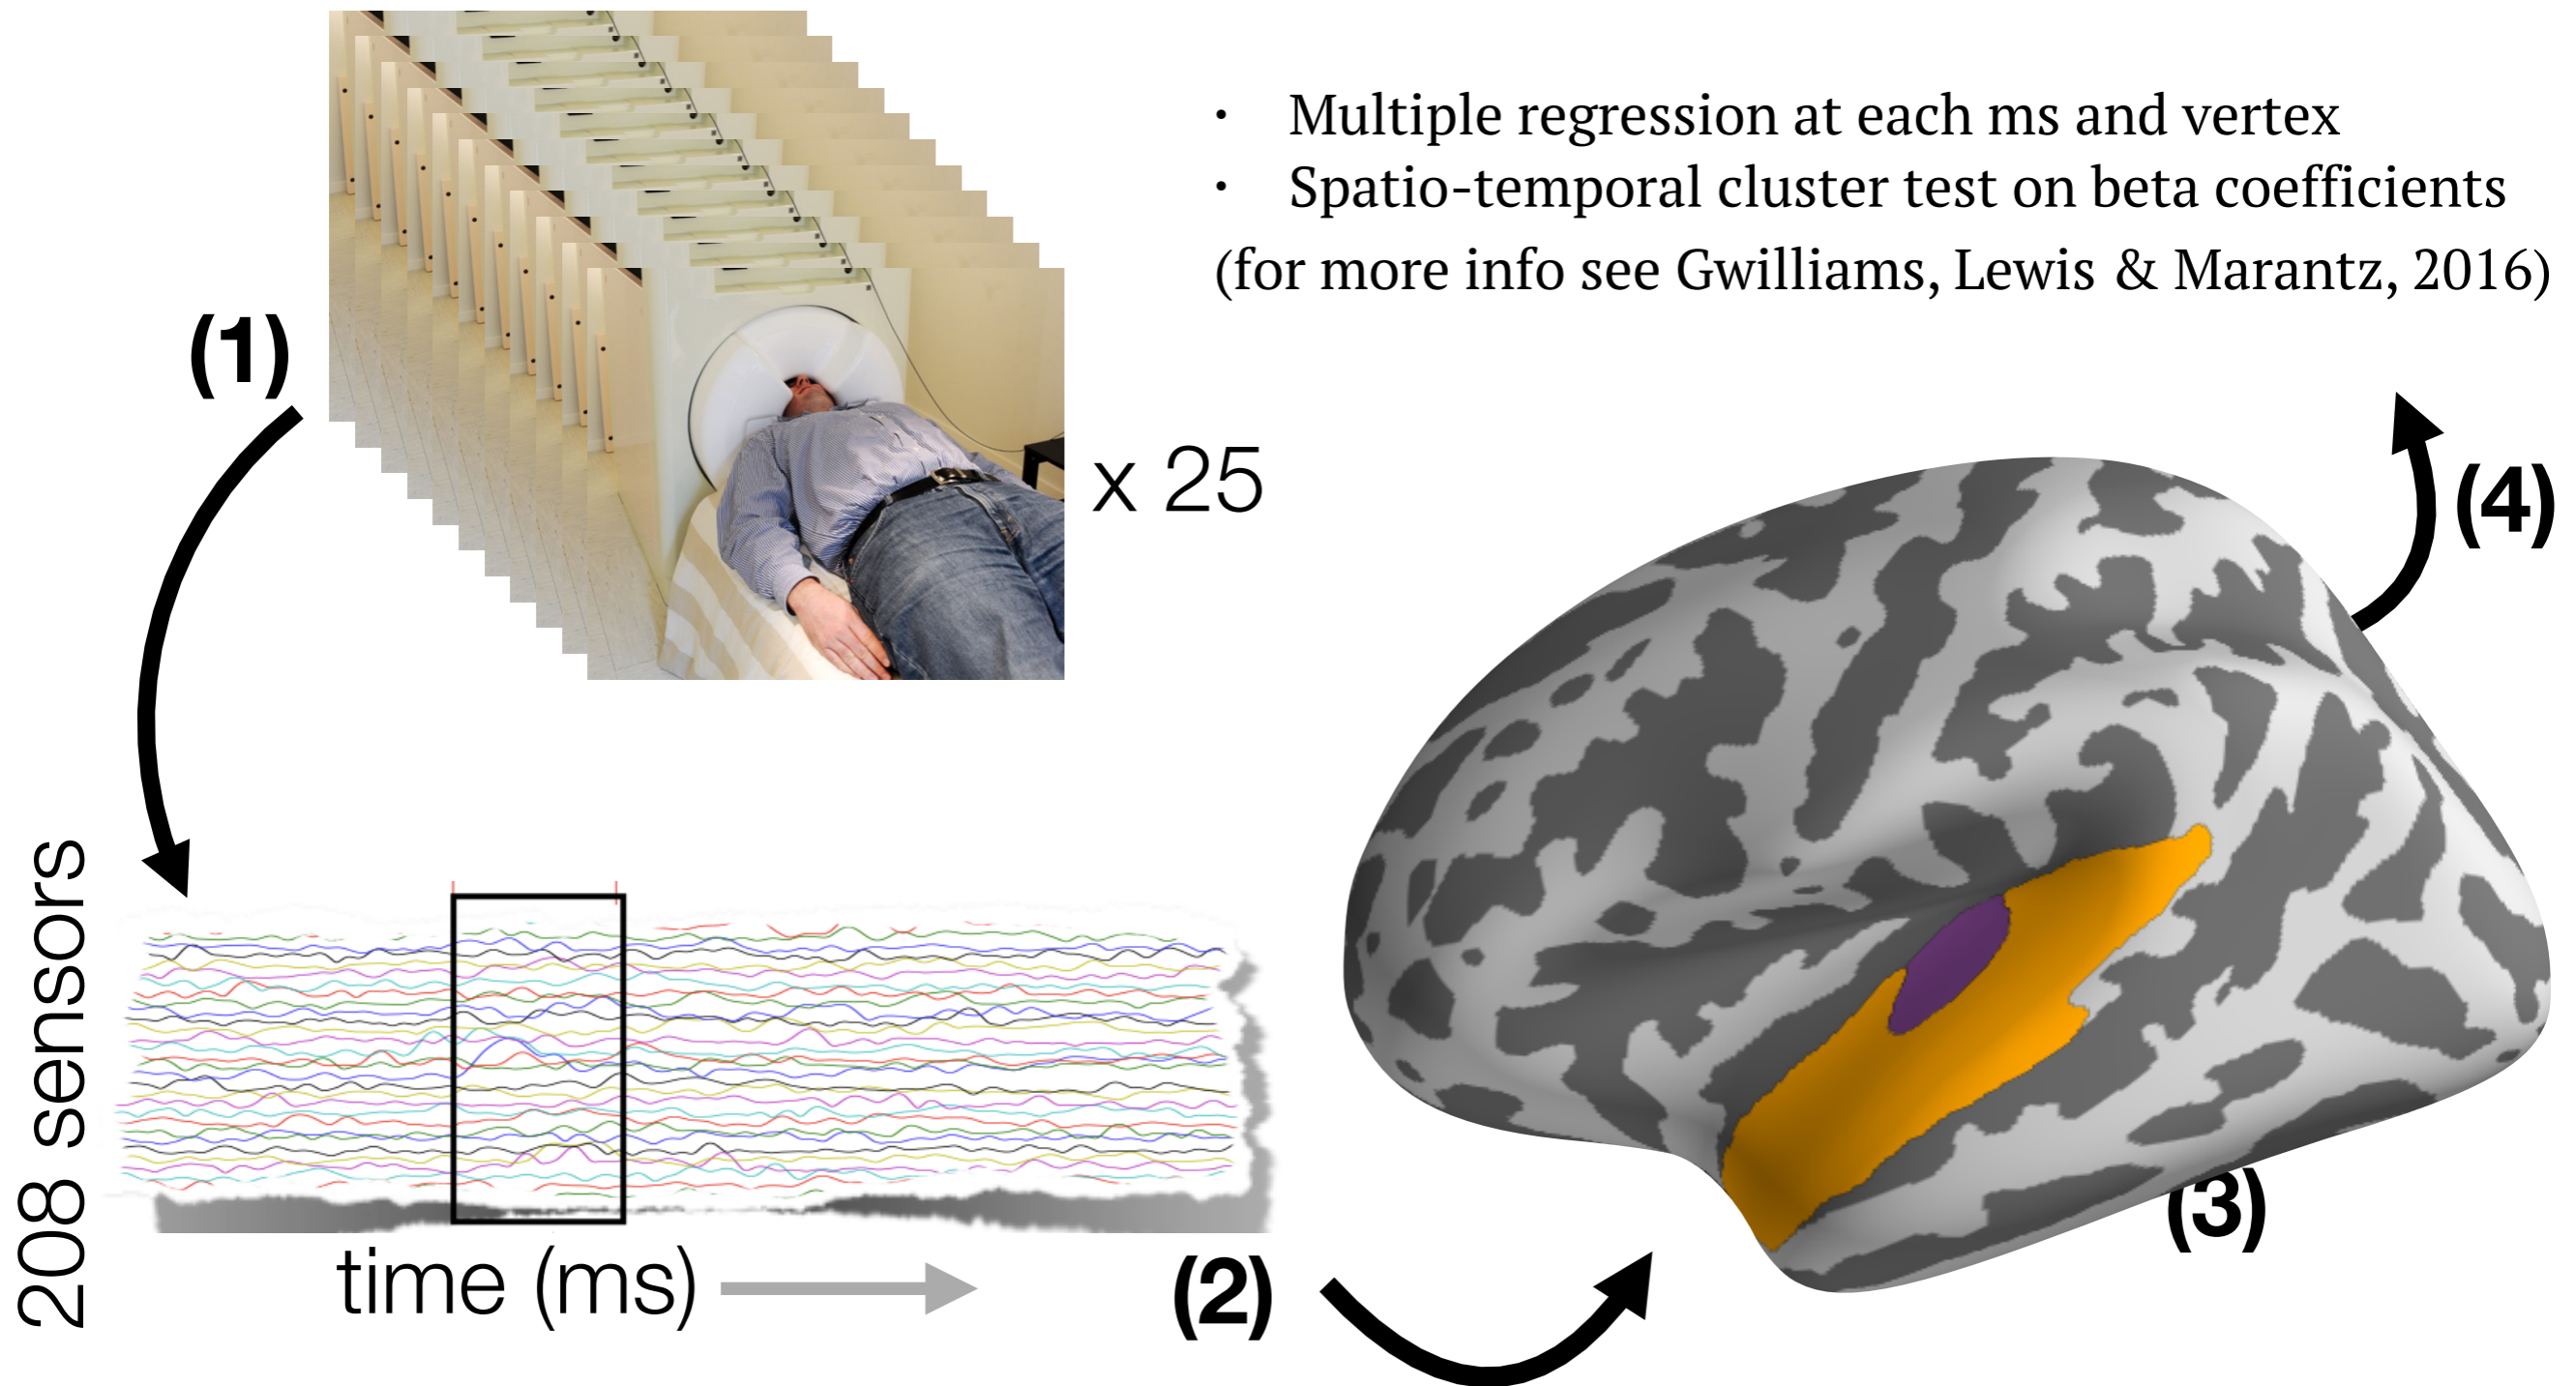 • Multiple regression at each ms and vertex
• Spatio-temporal cluster test on beta coefficients
(for more info see Gwilliams, Lewis & Marantz, 2016)
(1)
x 25
(4)
208 sensors
time (ms)
(2)
(3)